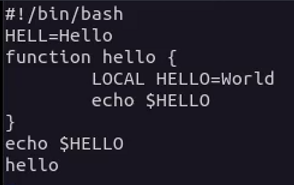 #!/bin/bash
HELL=Hello
function hello {
        LOCAL HELLO=World
        echo $HELLO
}
echo $HELLO
hello